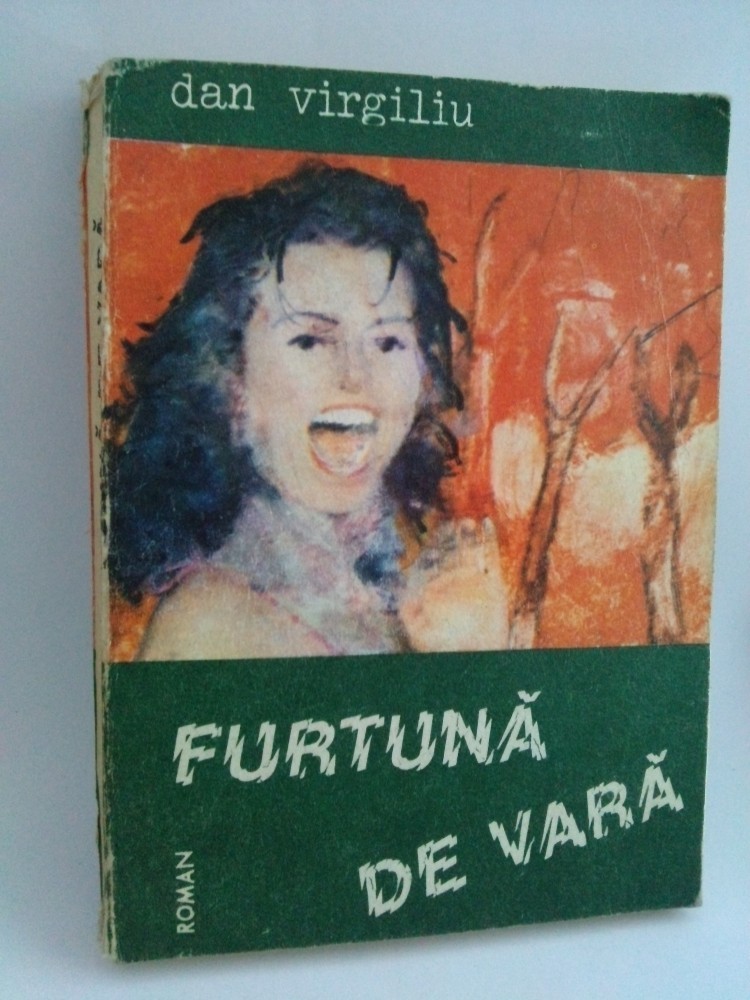 dan virgiliu
FURTUNĂ
DE VARĂ
ROMAN